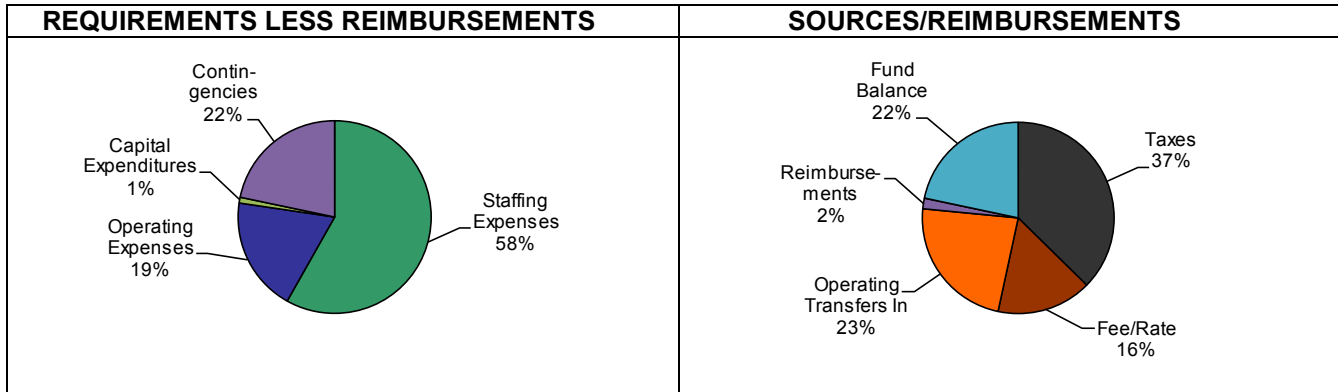 REQUIREMENTS LESS REIMBURSEMENTS
Contin-
gencies
22%
Capital
Expenditures
1%
Operating
Expenses
19%
Staffing
Expenses
58%
SOURCES/REIMBURSEMENTS
Fund
Balance
22%
Taxes
37%
Reimburse-
ments
2%
Operating
Transfers In
23%
Fee/Rate
16%